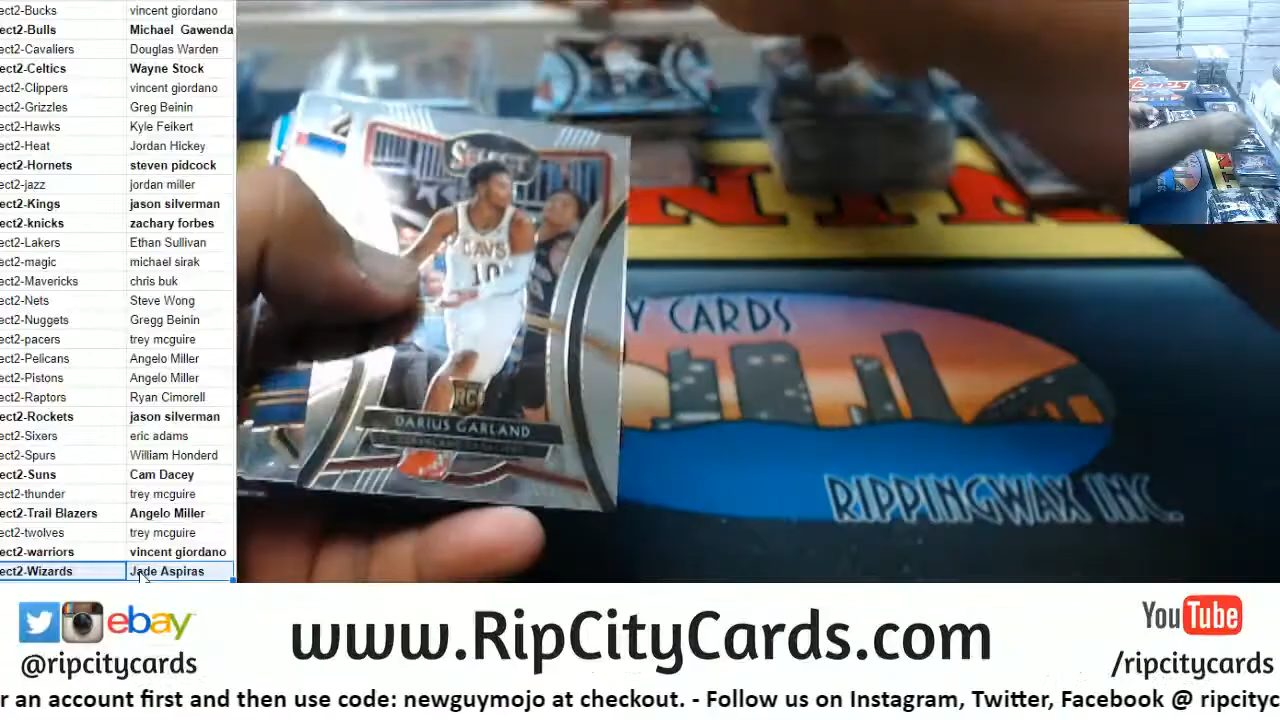 ect2-Bucks vincent giordano
ect2-Bulls Michael Gawenda
ect2-Cavaliers Douglas Warden
ect2-Celtics Wayne Stock
ect2-Clippers vincent giordano
ect2-Grizzles Greg Beinin
ect2-Hawks Kyle Feikert
ect2-Heat Jordan Hickey
ect2-Hornets steven pidcock
ect2-jazz jordan miller
ect2-Kings jason silverman
ect2-knicks zachary forbes
ect2-Lakers Ethan Sullivan
ect2-magic michael sirak
ect2-Mavericks chris buk
ect2-Nets Steve Wong
ect2-Nuggets Gregg Beinin
ect2-pacers trey mcguire
ect2-Pelicans Angelo Miller
ect2-Pistons Angelo Miller
ect2-Raptors Ryan Cimorell
ect2-Rockets jason silverman
ect2-Sixers eric adams
ect2-Spurs William Honderd
ect2-Suns Cam Dacey
ect2-thunder trey mcguire
ect2-Trail Blazers Angelo Miller
ect2-twolves trey mcguire
ect2-warriors vincent giordano
ect2-Wizards Jade Aspiras
SELECT
CAVS
10
RC
DARIUS GARLAND
Y CARDS
RIPPINGWAX INC.
ebay
@ripcitycards
www.RipCityCards.com
YouTube
/ripcitycards
r an account first and then use code: newguymojo at checkout. - Follow us on Instagram, Twitter, Facebook @ ripcityc